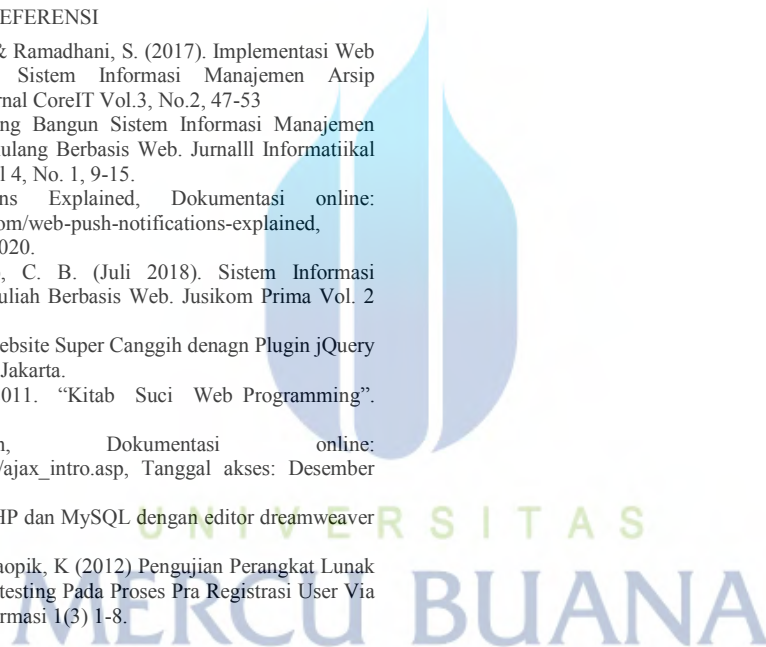 EFERENSI
& Ramadhani, S. (2017). Implementasi Web
Sistem Informasi Manajemen Arsip
rnal CoreIT Vol.3, No.2, 47-53
ng Bangun Sistem Informasi Manajemen
ulang Berbasis Web. Jurnalll Informatiikal
l 4, No. 1, 9-15.
ns Explained, Dokumentasi online:
om/web-push-notifications-explained,
020.
, C. B. (Juli 2018). Sistem Informasi
uliah Berbasis Web. Jusikom Prima Vol. 2
ebsite Super Canggih denagn Plugin jQuery
Jakarta.
011. “Kitab Suci Web Programming”.
n, Dokumentasi online:
/ajax_intro.asp, Tanggal akses: Desember
HP dan MySQL dengan editor dreamweaver
aopik, K (2012) Pengujian Perangkat Lunak
testing Pada Proses Pra Registrasi User Via
rmasi 1(3) 1-8.
UNIVERSITAS
MERCU BUANA